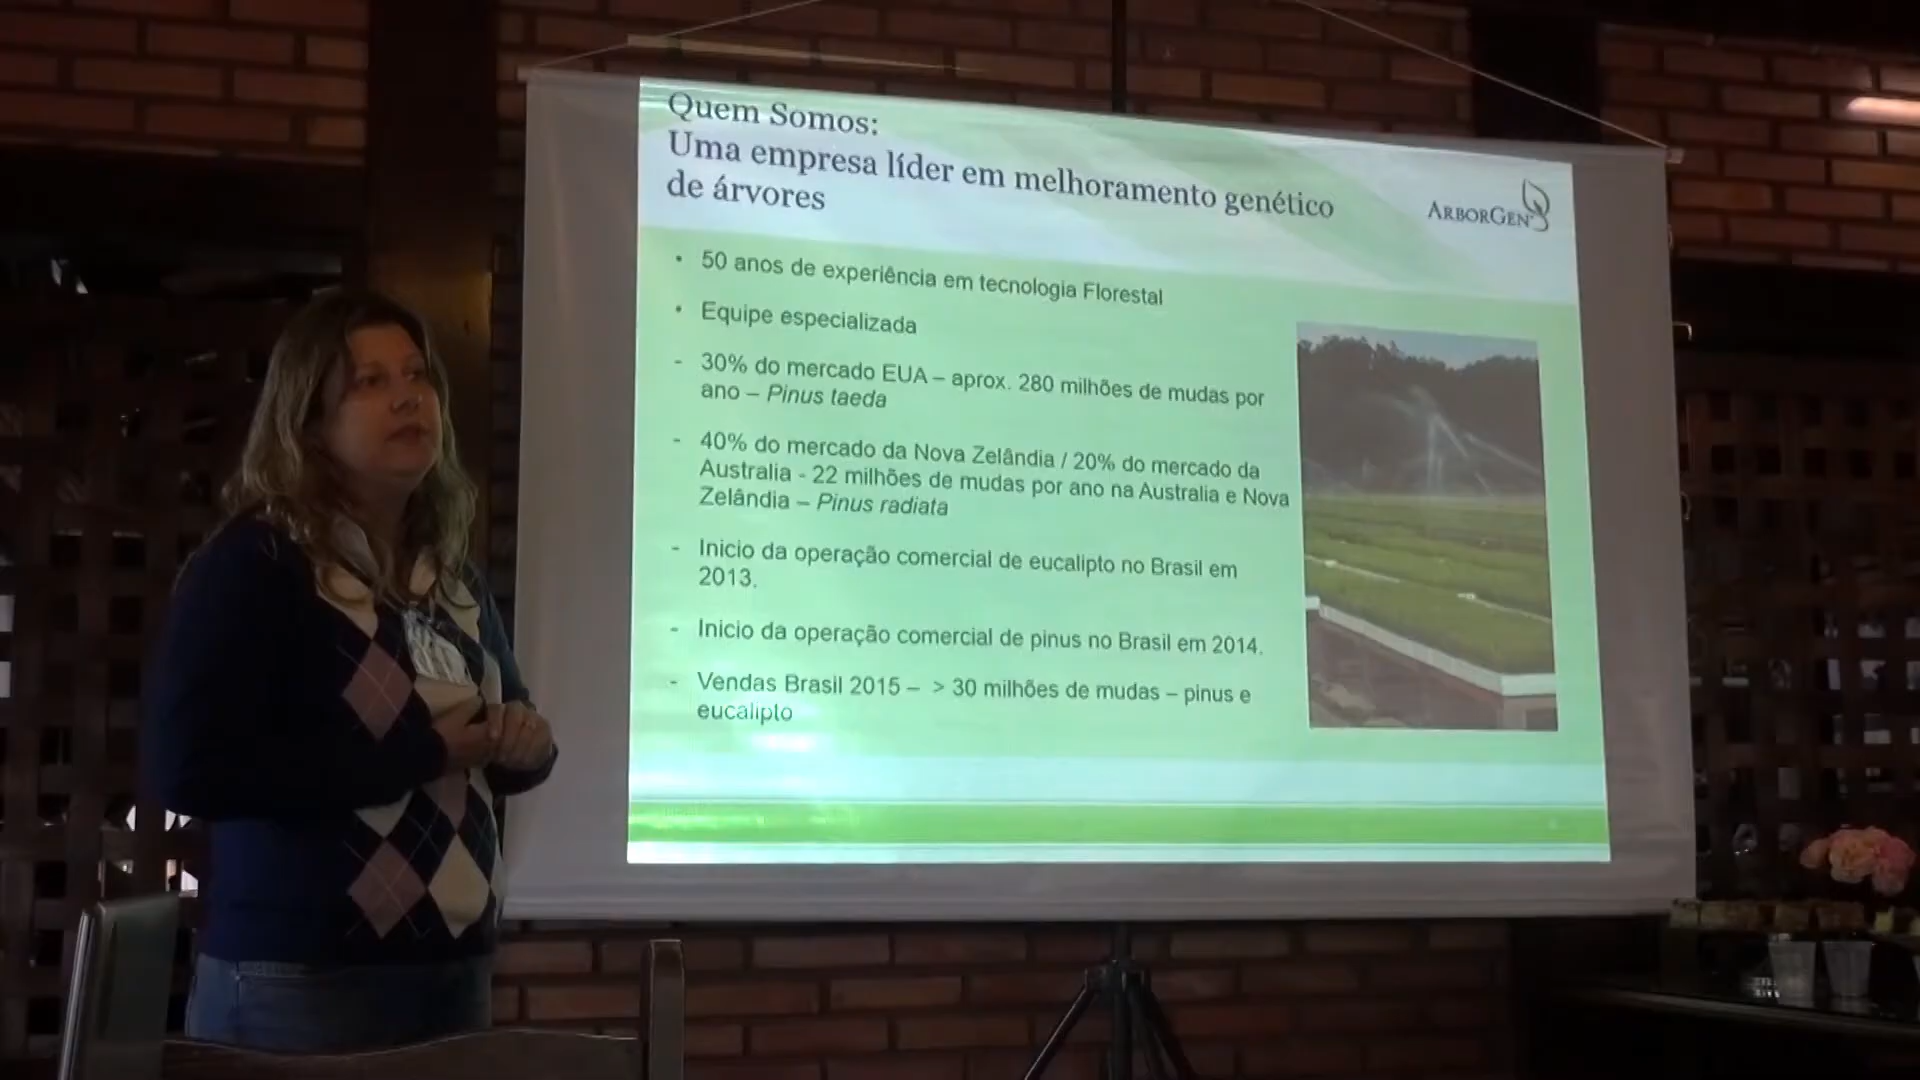 Quem Somos:
Uma empresa líder em melhoramento genético
de árvores
ARBORGEN
• 50 anos de experiência em tecnologia Florestal
• Equipe especializada
- 30% do mercado EUA – aprox. 280 milhões de mudas por
ano – Pinus taeda
- 40% do mercado da Nova Zelândia / 20% do mercado da
Australia - 22 milhões de mudas por ano na Australia e Nova
Zelândia – Pinus radiata
- Inicio da operação comercial de eucalipto no Brasil em
2013.
- Inicio da operação comercial de pinus no Brasil em 2014.
- Vendas Brasil 2015 – > 30 milhões de mudas – pinus e
eucalipto